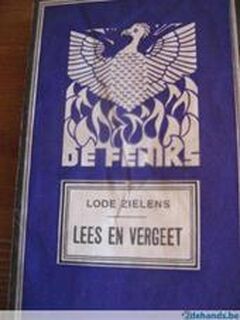 DE FENIKS
LODE ZIELENS
LEES EN VERGEET
2dehands.be